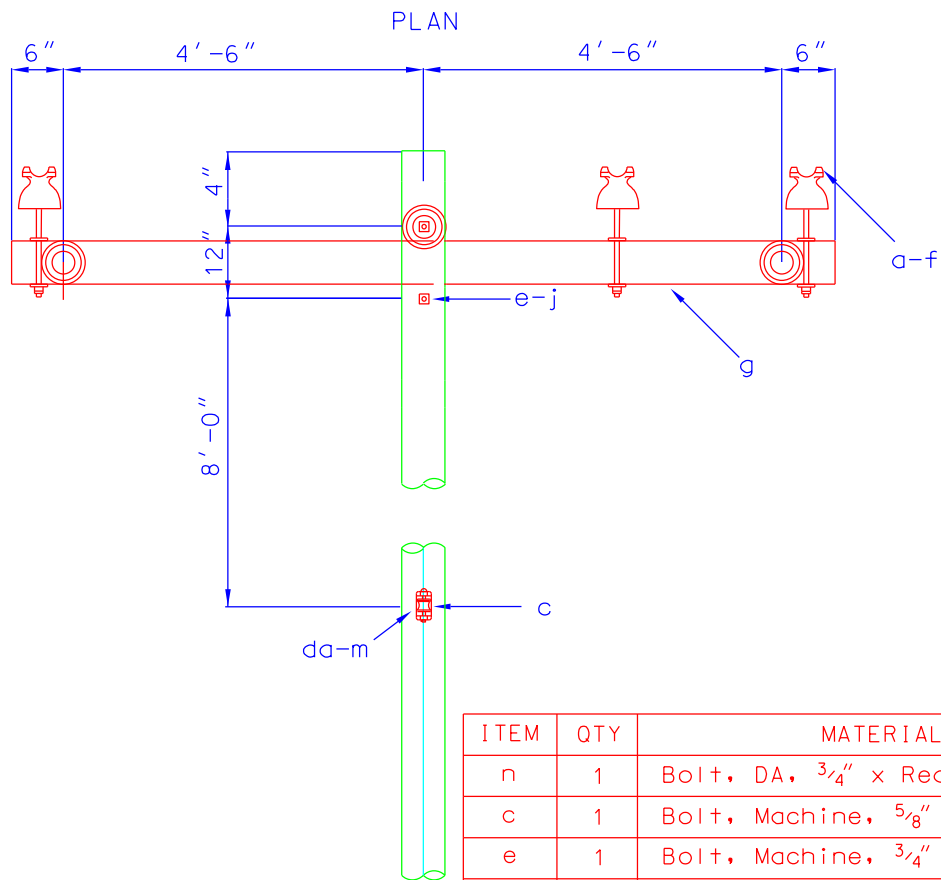 PLAN
6" 4'-6" 4'-6" 6"
4"
12"
a-f
e-j
g
8'-0"
c
da-m
ITEM QTY MATERIAL
n 1 Bolt, DA, 3/4" x Req
c 1 Bolt, Machine, 5/8"
e 1 Bolt, Machine, 3/4"